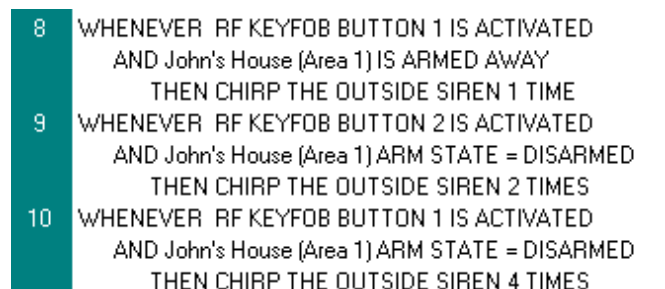 8 WHENEVER RF KEYFOB BUTTON 1 IS ACTIVATED
AND John's House (Area 1) IS ARMED AWAY
THEN CHIRP THE OUTSIDE SIREN 1 TIME
9 WHENEVER RF KEYFOB BUTTON 2 IS ACTIVATED
AND John's House (Area 1) ARM STATE = DISARMED
THEN CHIRP THE OUTSIDE SIREN 2 TIMES
10 WHENEVER RF KEYFOB BUTTON 1 IS ACTIVATED
AND John's House (Area 1) ARM STATE = DISARMED
THEN CHIRP THE OUTSIDE SIREN 4 TIMES